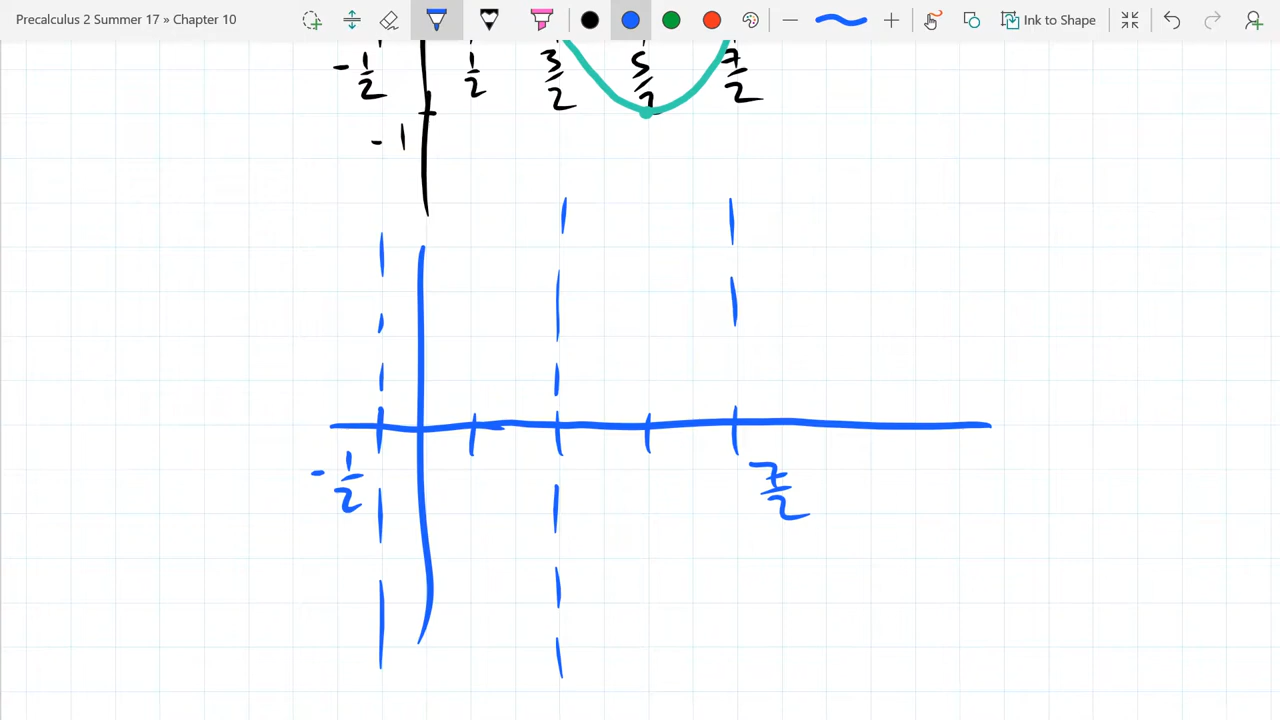 Precalculus 2 Summer 17 » Chapter 10
Ink to Shape
-1/2 1/2 3/2 5/2 7/2
-1
-1/2 7/2